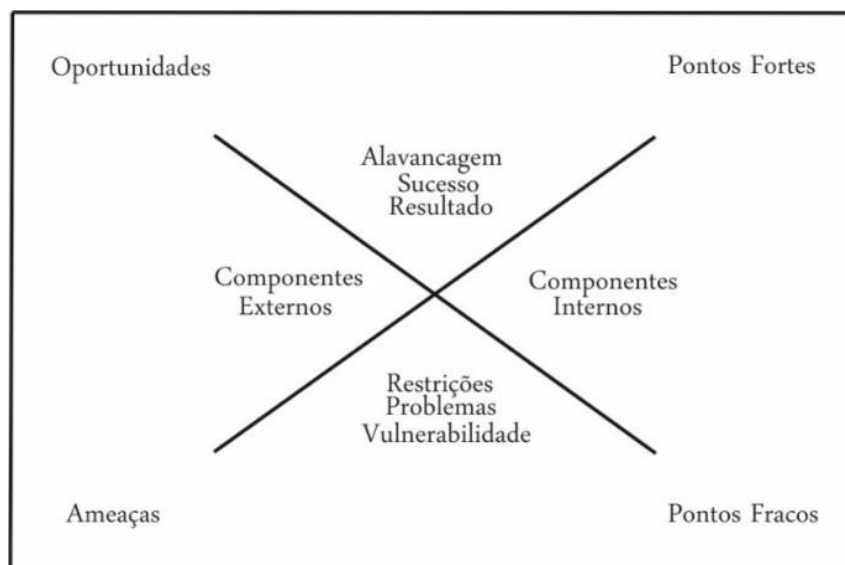 Oportunidades
Pontos Fortes
Alavancagem
Sucesso
Resultado
Componentes
Externos
Componentes
Internos
Restrições
Problemas
Vulnerabilidade
Ameaças
Pontos Fracos